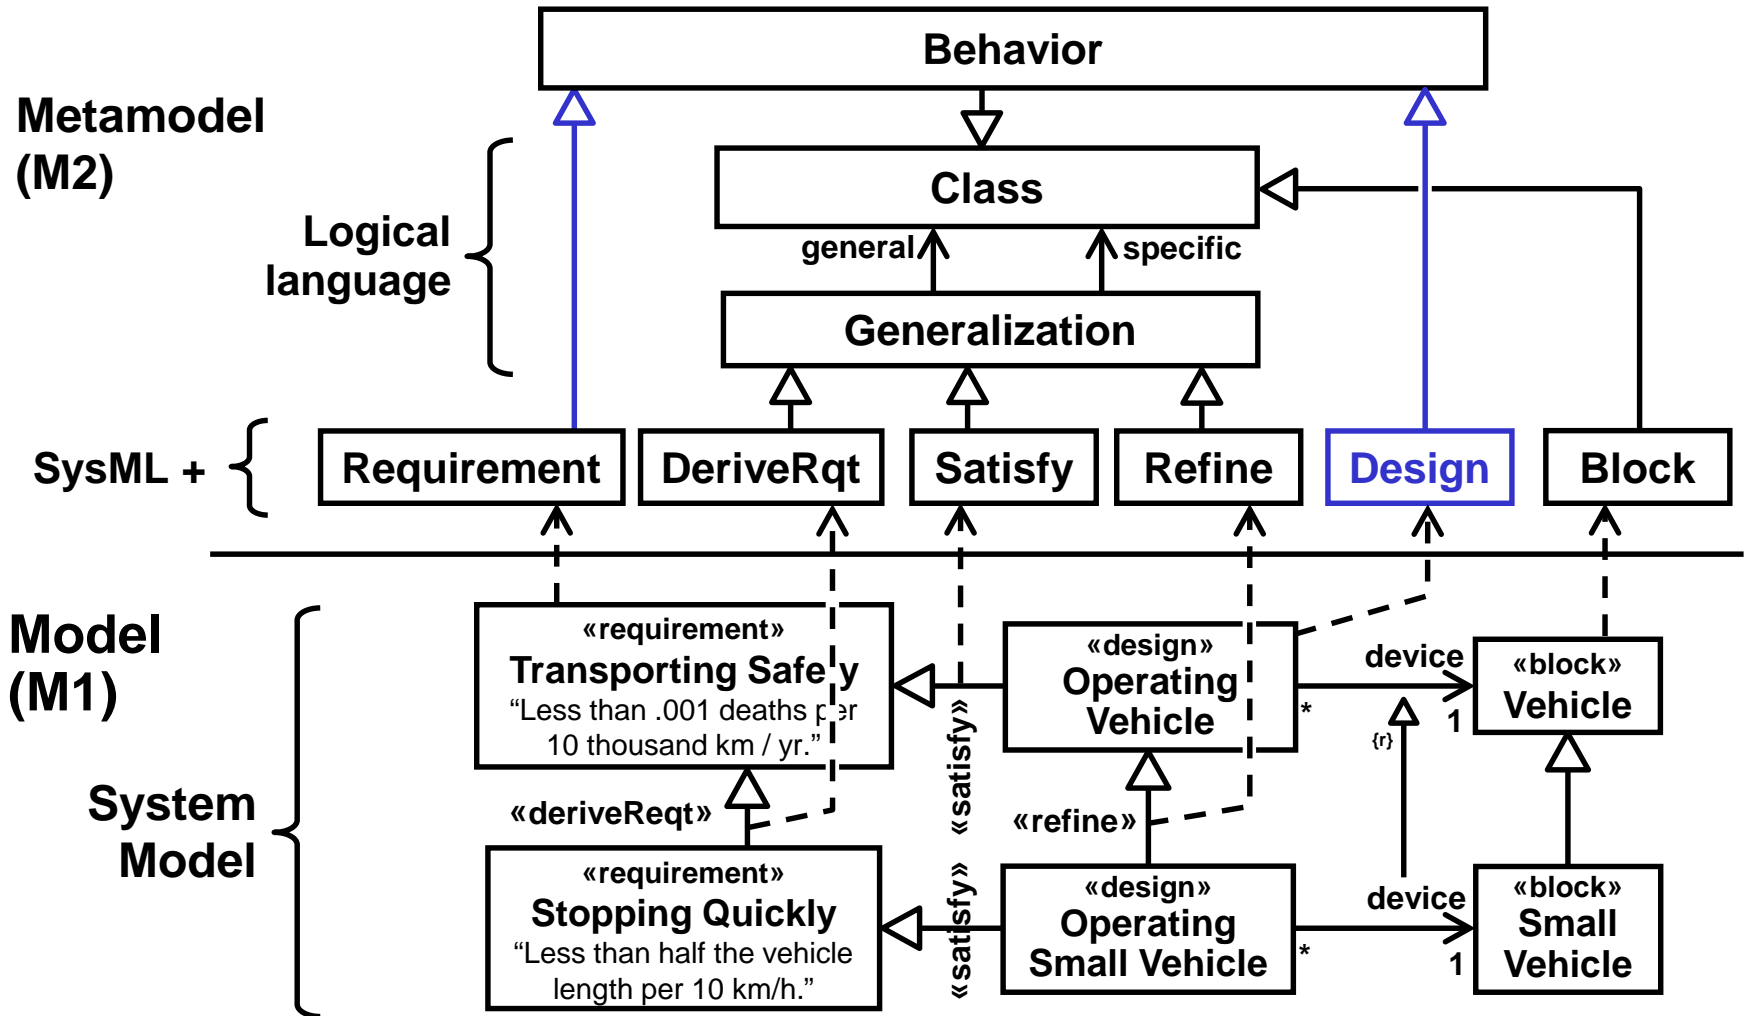 Behavior
Metamodel
(M2)
Class
Logical
language
general
specific
Generalization
SysML +
Requirement
DeriveRqt
Satisfy
Refine
Design
Block
Model
(M1)
System
Model
«requirement»
Transporting Safely
“Less than .001 deaths per
10 thousand km / yr.”
«satisfy»
«design»
Operating
Vehicle
device
*
1
{r}
«block»
Vehicle
«deriveReqt»
«refine»
«requirement»
Stopping Quickly
“Less than half the vehicle
length per 10 km/h.”
«satisfy»
«design»
Operating
Small Vehicle
device
*
1
«block»
Small
Vehicle